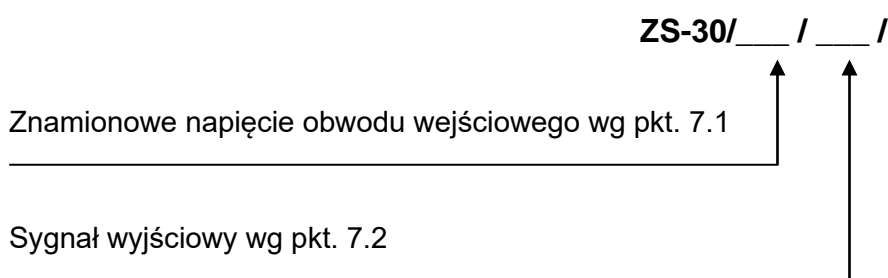 ZS-30/___ / ___ /
Znamionowe napięcie obwodu wejściowego wg pkt. 7.1
Sygnał wyjściowy wg pkt. 7.2